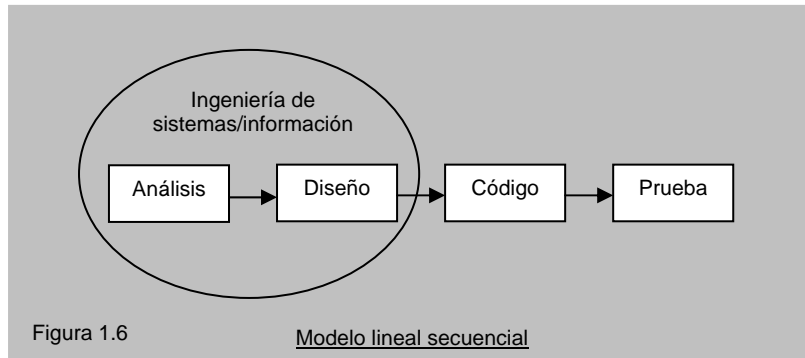 Ingeniería de
sistemas/información
Análisis
Diseño
Código
Prueba
Figura 1.6
Modelo lineal secuencial